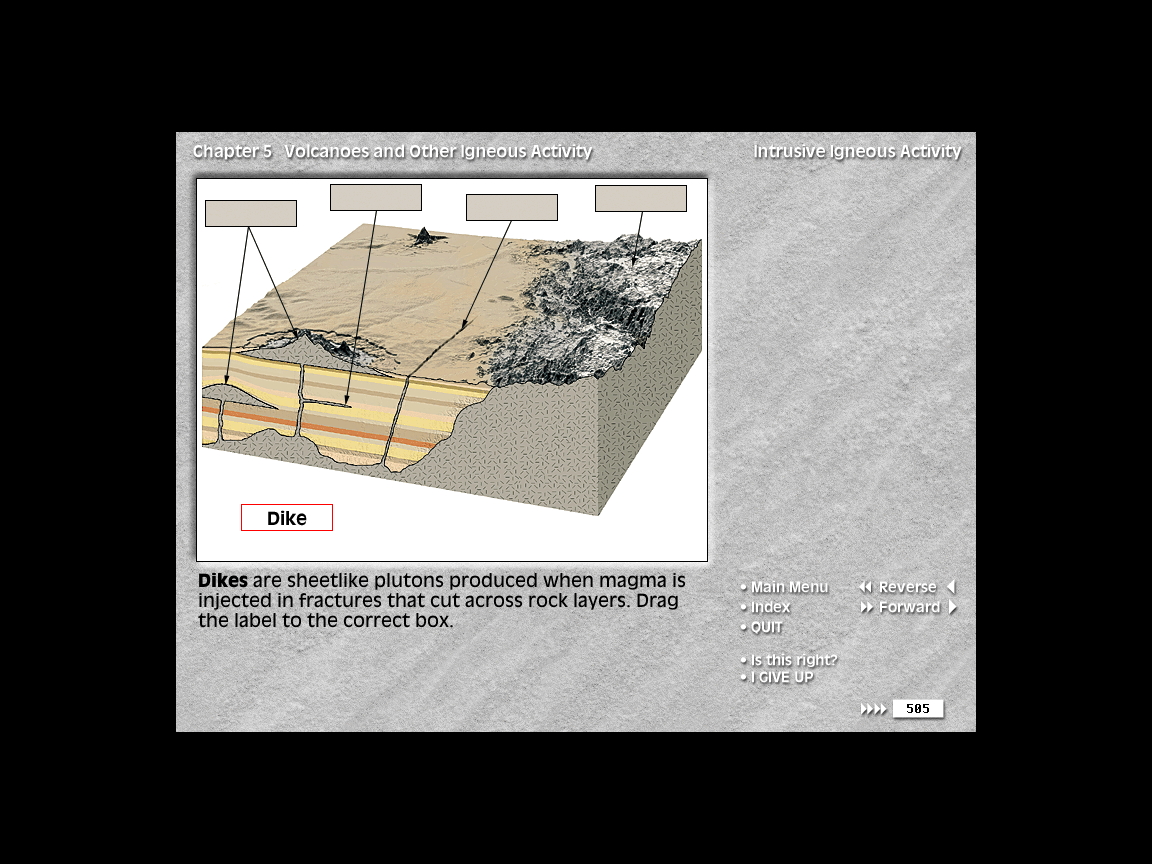 Chapter 5 Volcanoes and Other Igneous Activity
Intrusive Igneous Activity
Dike
Dikes are sheetlike plutons produced when magma is
injected in fractures that cut across rock layers. Drag
the label to the correct box.
• Main Menu
• Index
• QUIT
Reverse
Forward
• Is this right?
• I GIVE UP
505